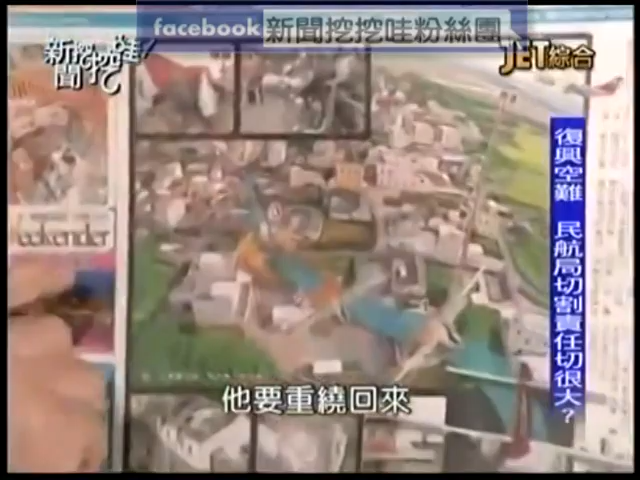 facebook 新聞挖挖哇粉絲團
新聞挖挖哇!
JET綜合
復興空難 民航局切割責任切很大?
eekender
他要重繞回來